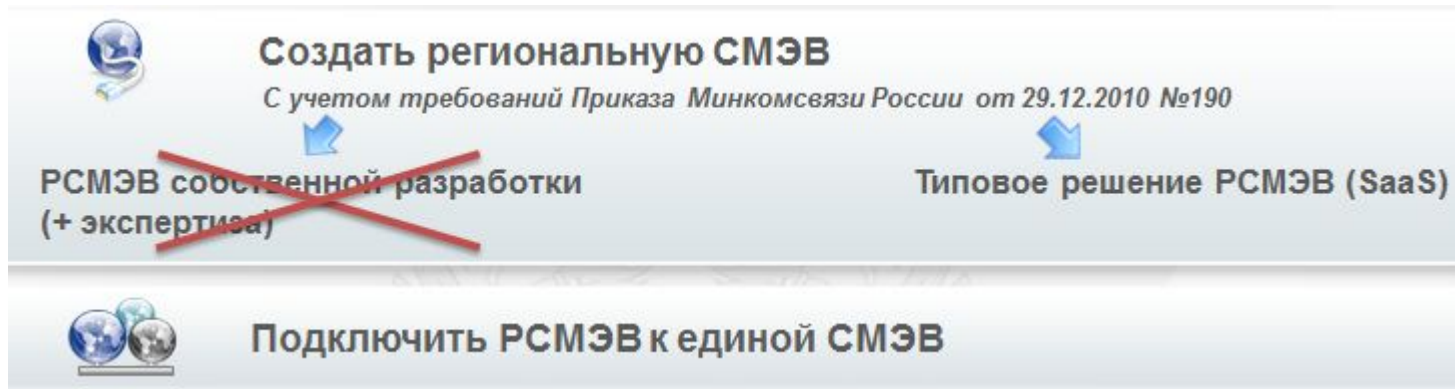 Создать региональную СМЭВ
С учетом требований Приказа Минкомсвязи России от 29.12.2010 №190
РСМЭВ собственной разработки
(+ экспертиза)
Типовое решение РСМЭВ (SaaS)
Подключить РСМЭВ к единой СМЭВ